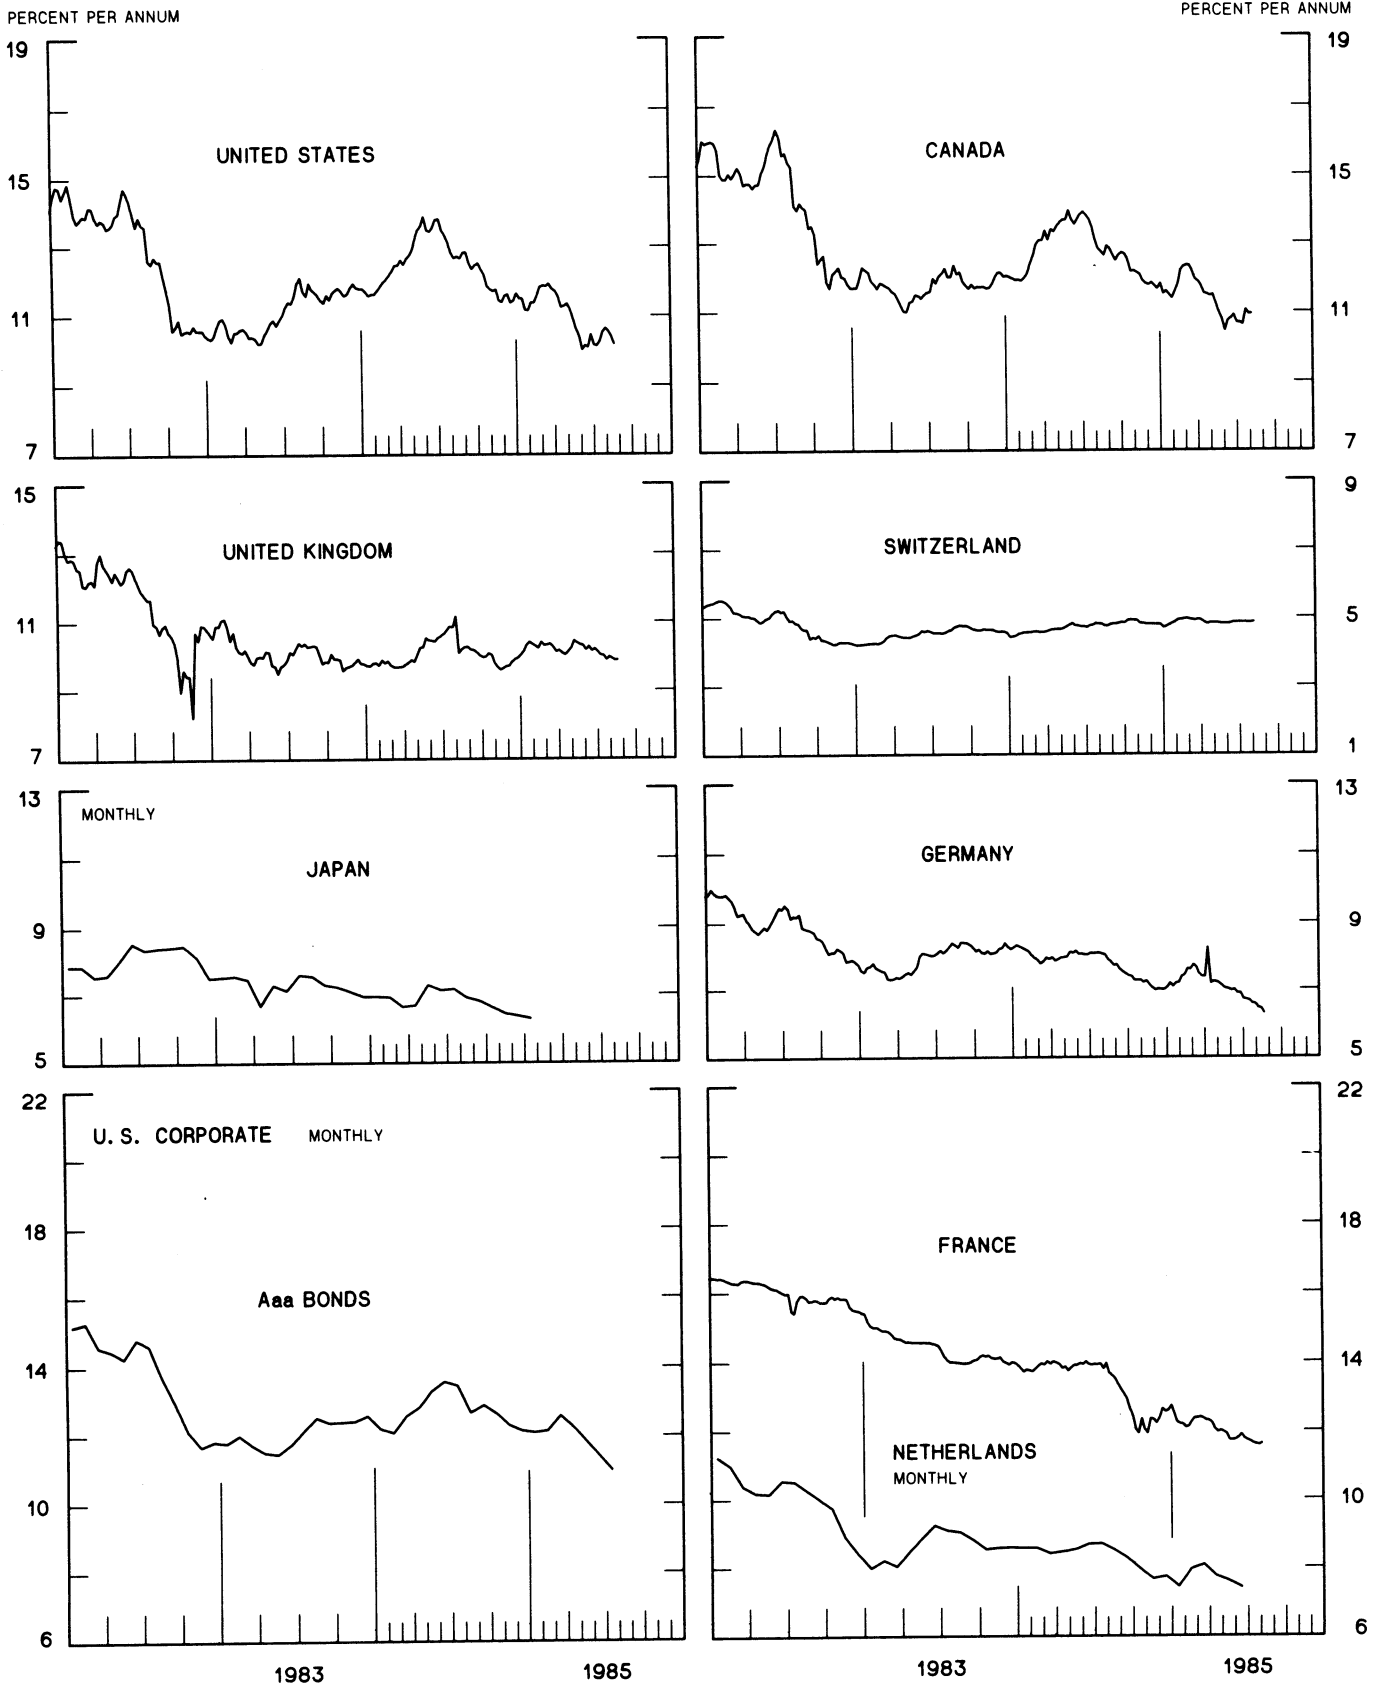 PERCENT PER ANNUM
PERCENT PER ANNUM
19
15
11
7
UNITED STATES
CANADA
19
15
11
7
15
11
7
UNITED KINGDOM
SWITZERLAND
9
5
1
13
9
5
MONTHLY
JAPAN
GERMANY
13
9
5
22
18
14
10
6
U. S. CORPORATE MONTHLY
Aaa BONDS
FRANCE
NETHERLANDS
MONTHLY
22
18
14
10
6
1983
1985
1983
1985